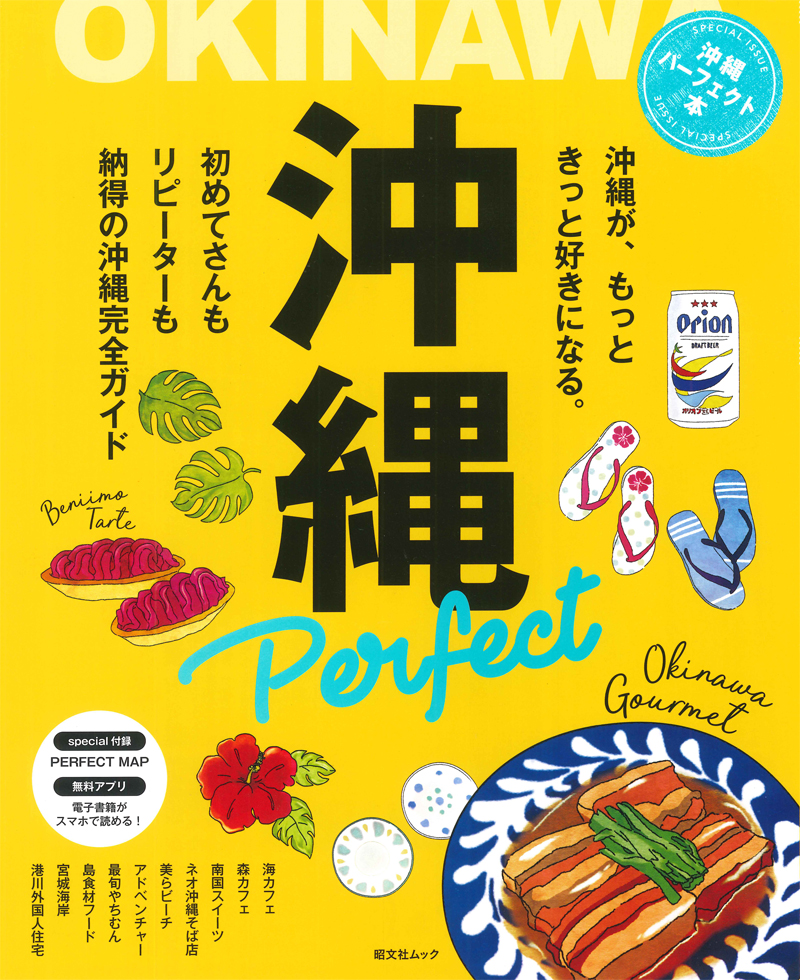 OKINAWA
SPECIAL ISSUE
沖縄
パーフェクト
本
SPECIAL ISSUE
沖縄が、もっと
きっと好きになる。
沖縄
Perfect
初めてさんも
リピーターも
納得の沖縄完全ガイド
Orion
DRAFT BEER
オリオン生ビール
Beniimo
Tarte
Okinawa
Gourmet
special 付録
PERFECT MAP
無料アプリ
電子書籍が
スマホで読める！
海カフェ
森カフェ
南国スイーツ
ネオ沖縄そば店
美らビーチ
アドベンチャー
最旬やちむん
島食材フード
宮城海岸
港川外国人住宅
昭文社ムック